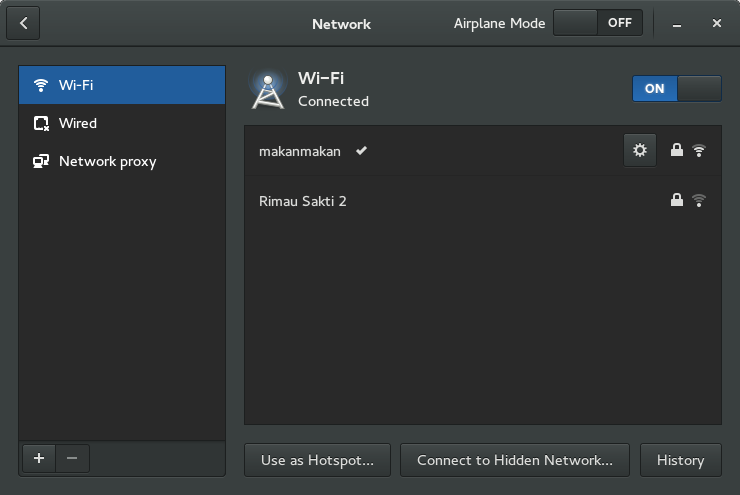 Network
Airplane Mode
OFF
Wi-Fi
Wired
Network proxy
Wi-Fi
Connected
ON
makanmakan
Rimau Sakti 2
Use as Hotspot...
Connect to Hidden Network...
History